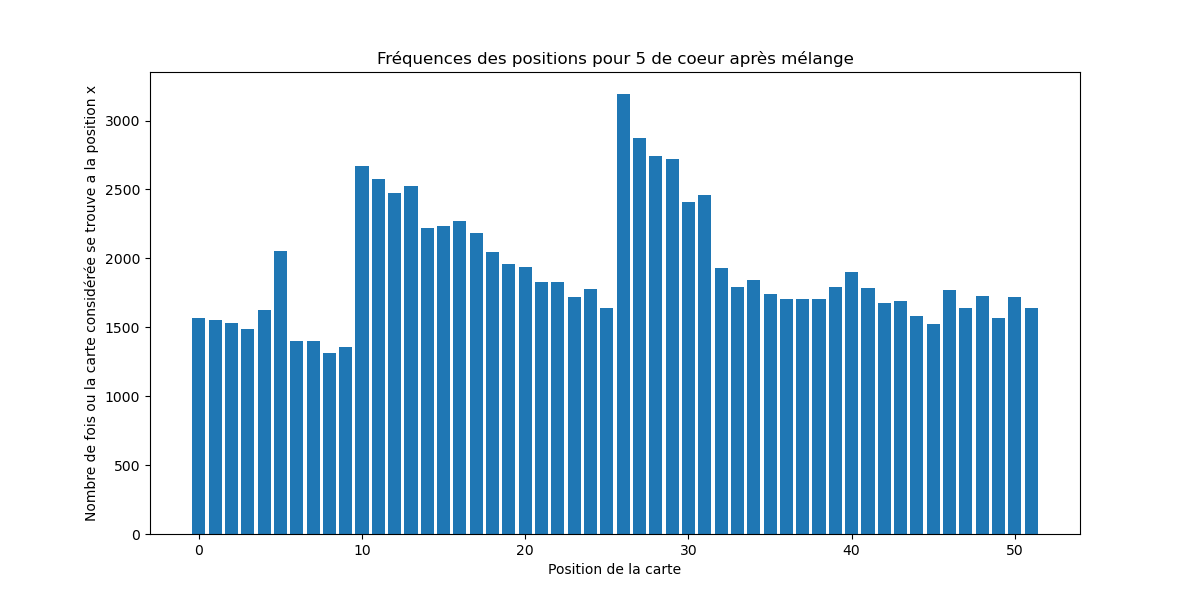 Fréquences des positions pour 5 de coeur après mélange
Nombre de fois ou la carte considérée se trouve a la position x
3000
2500
2000
1500
1000
500
0
0 10 20 30 40 50
Position de la carte